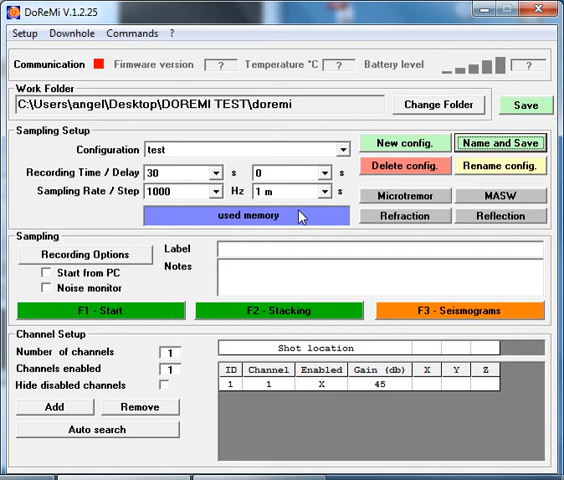 DoReMi V.1.2.25
Setup Downhole Commands ?
Communication Firmware version ? Temperature °C ? Battery level ?
Work Folder
C:\Users\angel\Desktop\DOREMI TEST\doremi Change Folder Save
Sampling Setup
Configuration test New config. Name and Save
Recording Time / Delay 30 s 0 s Delete config. Rename config.
Sampling Rate / Step 1000 Hz 1 m s Microtremor MASW
used memory Refraction Reflection
Sampling
Recording Options Label
Start from PC Notes
Noise monitor
F1 - Start F2 - Stacking F3 - Seismograms
Channel Setup
Number of channels 1 Shot location
Channels enabled 1 ID Channel Enabled Gain (db) X Y Z
Hide disabled channels 1 1 X 45
Add Remove
Auto search